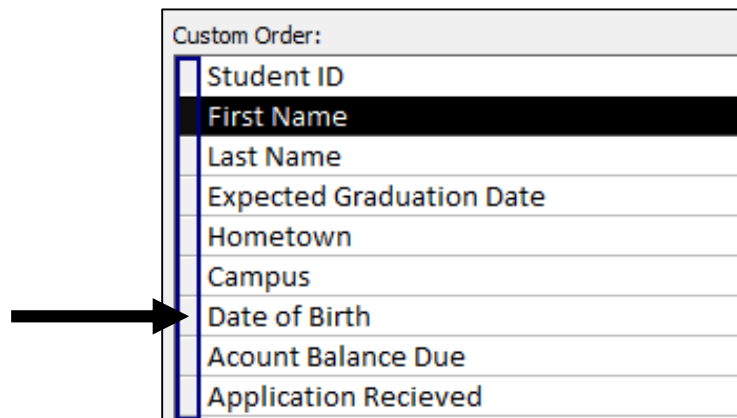 Custom Order:
Student ID
First Name
Last Name
Expected Graduation Date
Hometown
Campus
Date of Birth
Acount Balance Due
Application Recieved